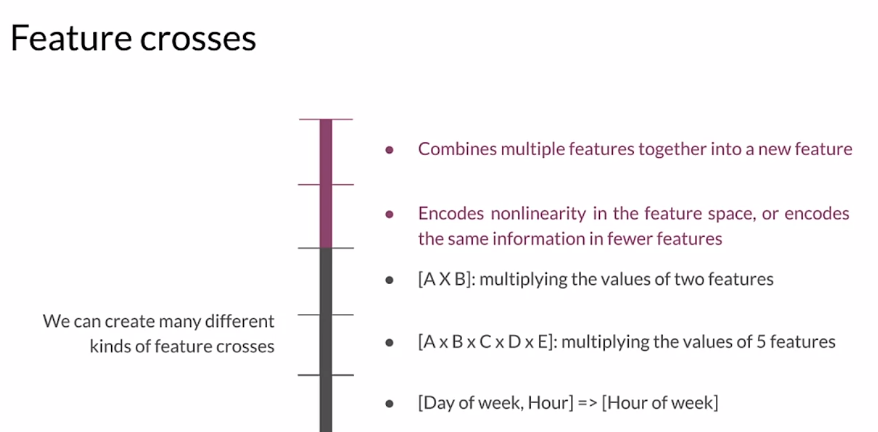 Feature crosses
• Combines multiple features together into a new feature
• Encodes nonlinearity in the feature space, or encodes
the same information in fewer features
• [A X B]: multiplying the values of two features
We can create many different
kinds of feature crosses
• [A x B x C x D x E]: multiplying the values of 5 features
• [Day of week, Hour] => [Hour of week]